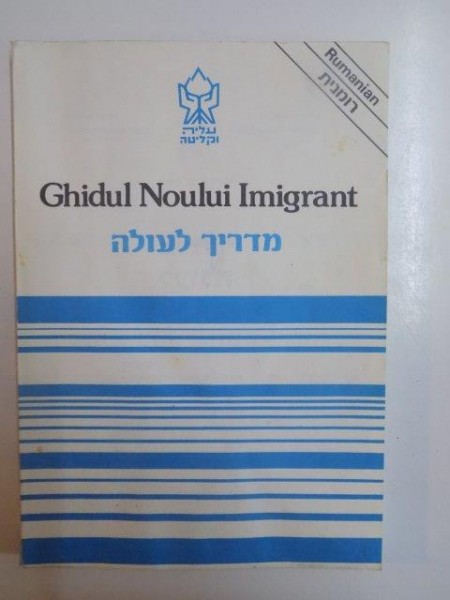 Rumanian
רומנית
עליה
וקליטה
Ghidul Noului Imigrant
מדריך לעולה